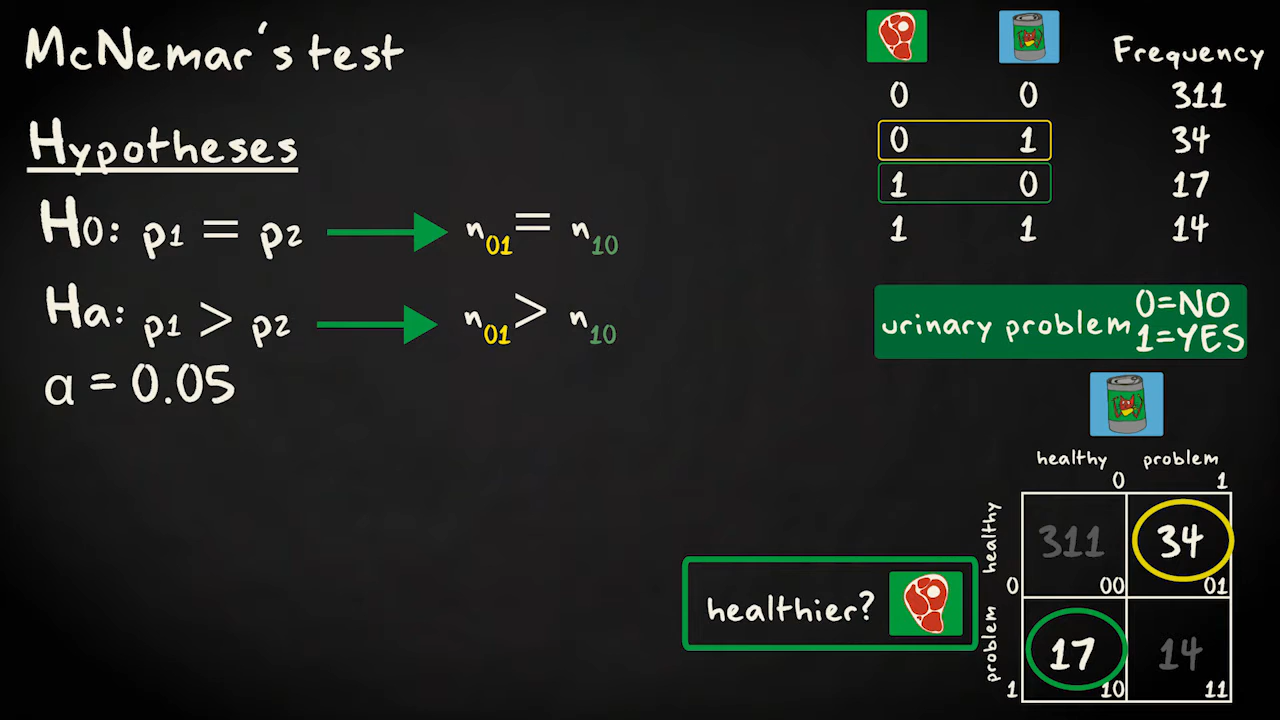 McNemar's test
Hypotheses
H0: p1 = p2 n01 = n10
Ha: p1 > p2 n01 > n10
α = 0.05
Frequency
0 0 311
0 1 34
1 0 17
1 1 14
urinary problem 0=NO
1=YES
healthy problem
0 1
healthy
311 34
0 00 01
healthier?
problem
17 14
1 10 11